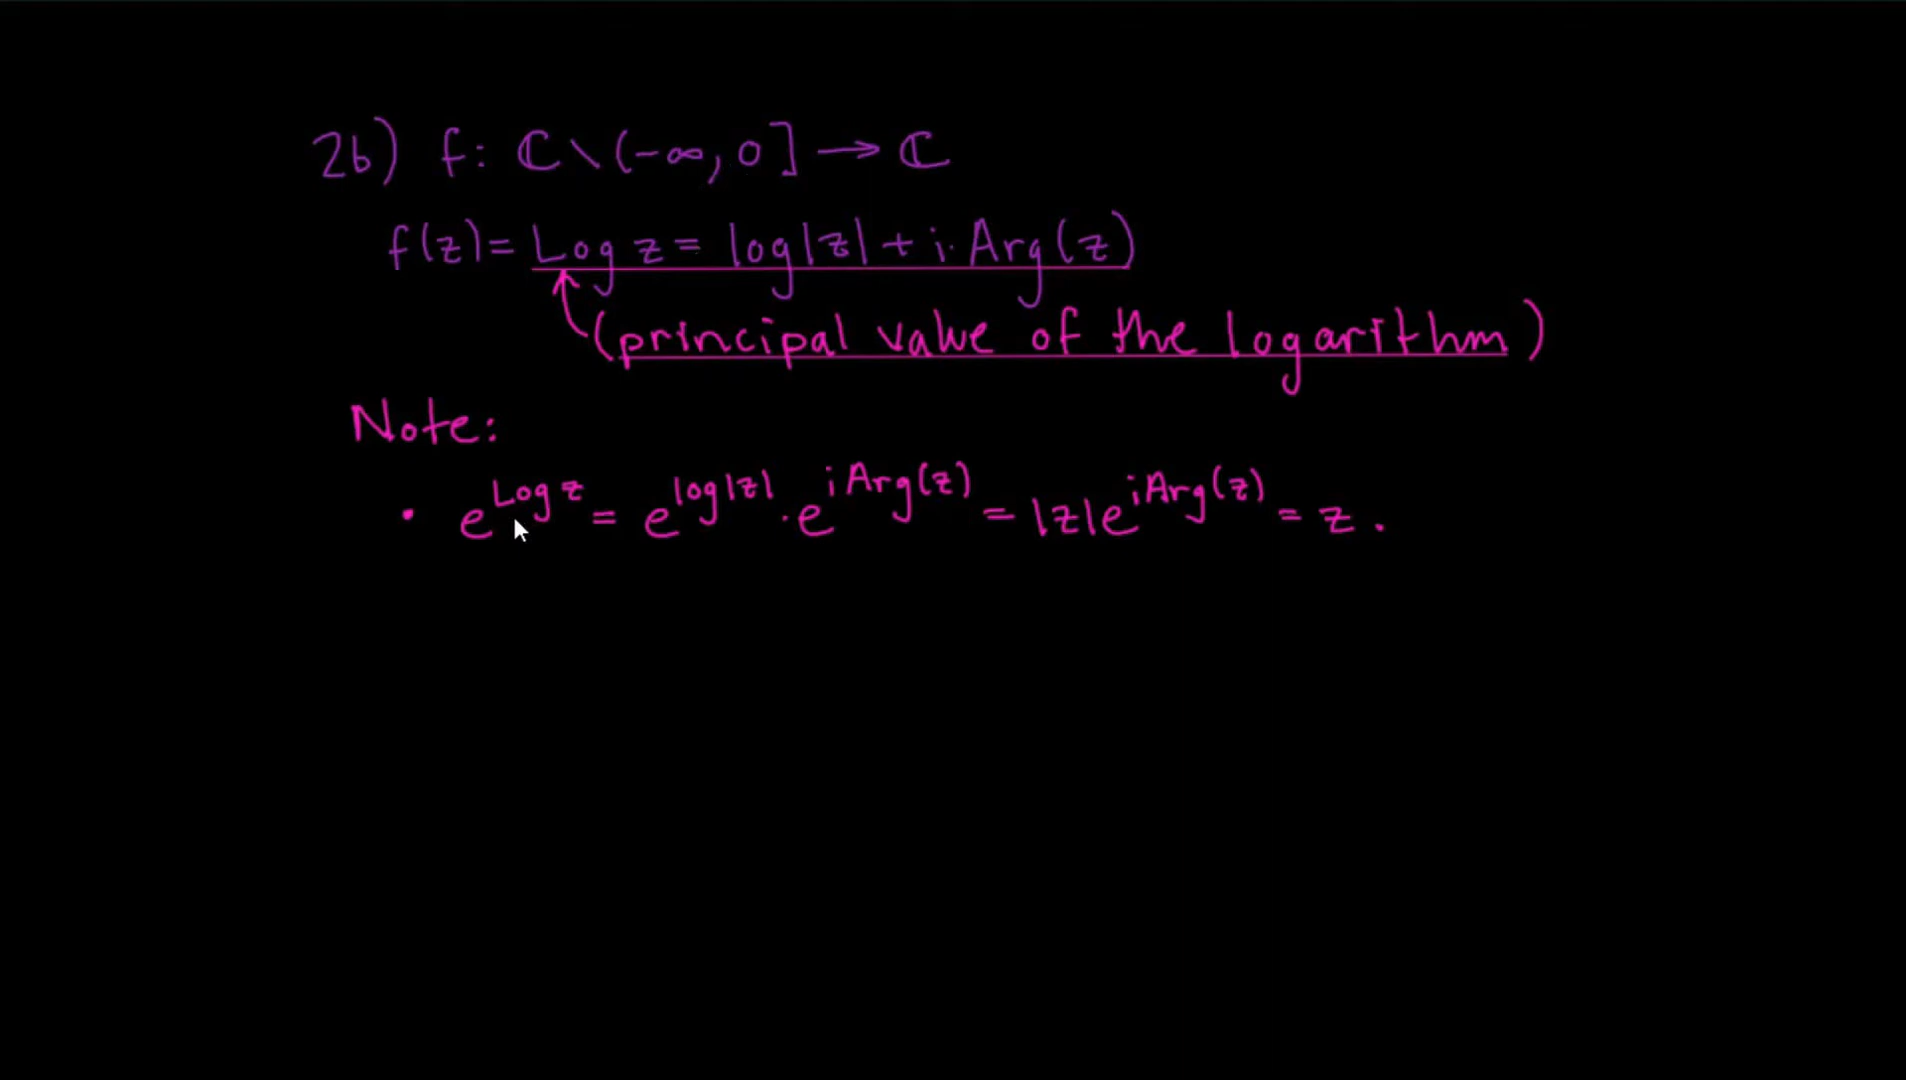 2b) f: ℂ∖(-∞, 0] → ℂ
f(z) = Log z = log|z| + i·Arg(z)
(principal value of the logarithm)
Note:
• e^{Log z} = e^{log|z|} · e^{i Arg(z)} = |z|e^{i Arg(z)} = z.